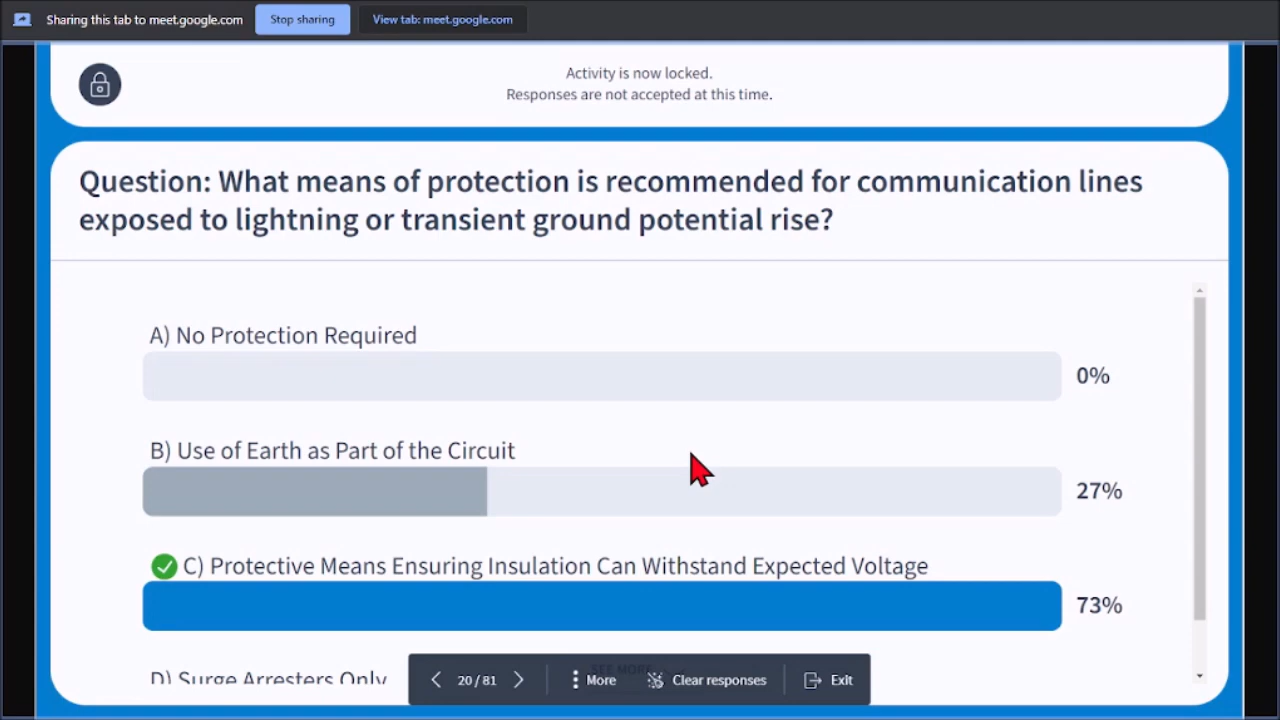 Sharing this tab to meet.google.com
Stop sharing
View tab: meet.google.com
Activity is now locked.
Responses are not accepted at this time.
Question: What means of protection is recommended for communication lines
exposed to lightning or transient ground potential rise?
A) No Protection Required
0%
B) Use of Earth as Part of the Circuit
27%
C) Protective Means Ensuring Insulation Can Withstand Expected Voltage
73%
D) Surge Arresters Only
SEE MORE
20 / 81
More
Clear responses
Exit